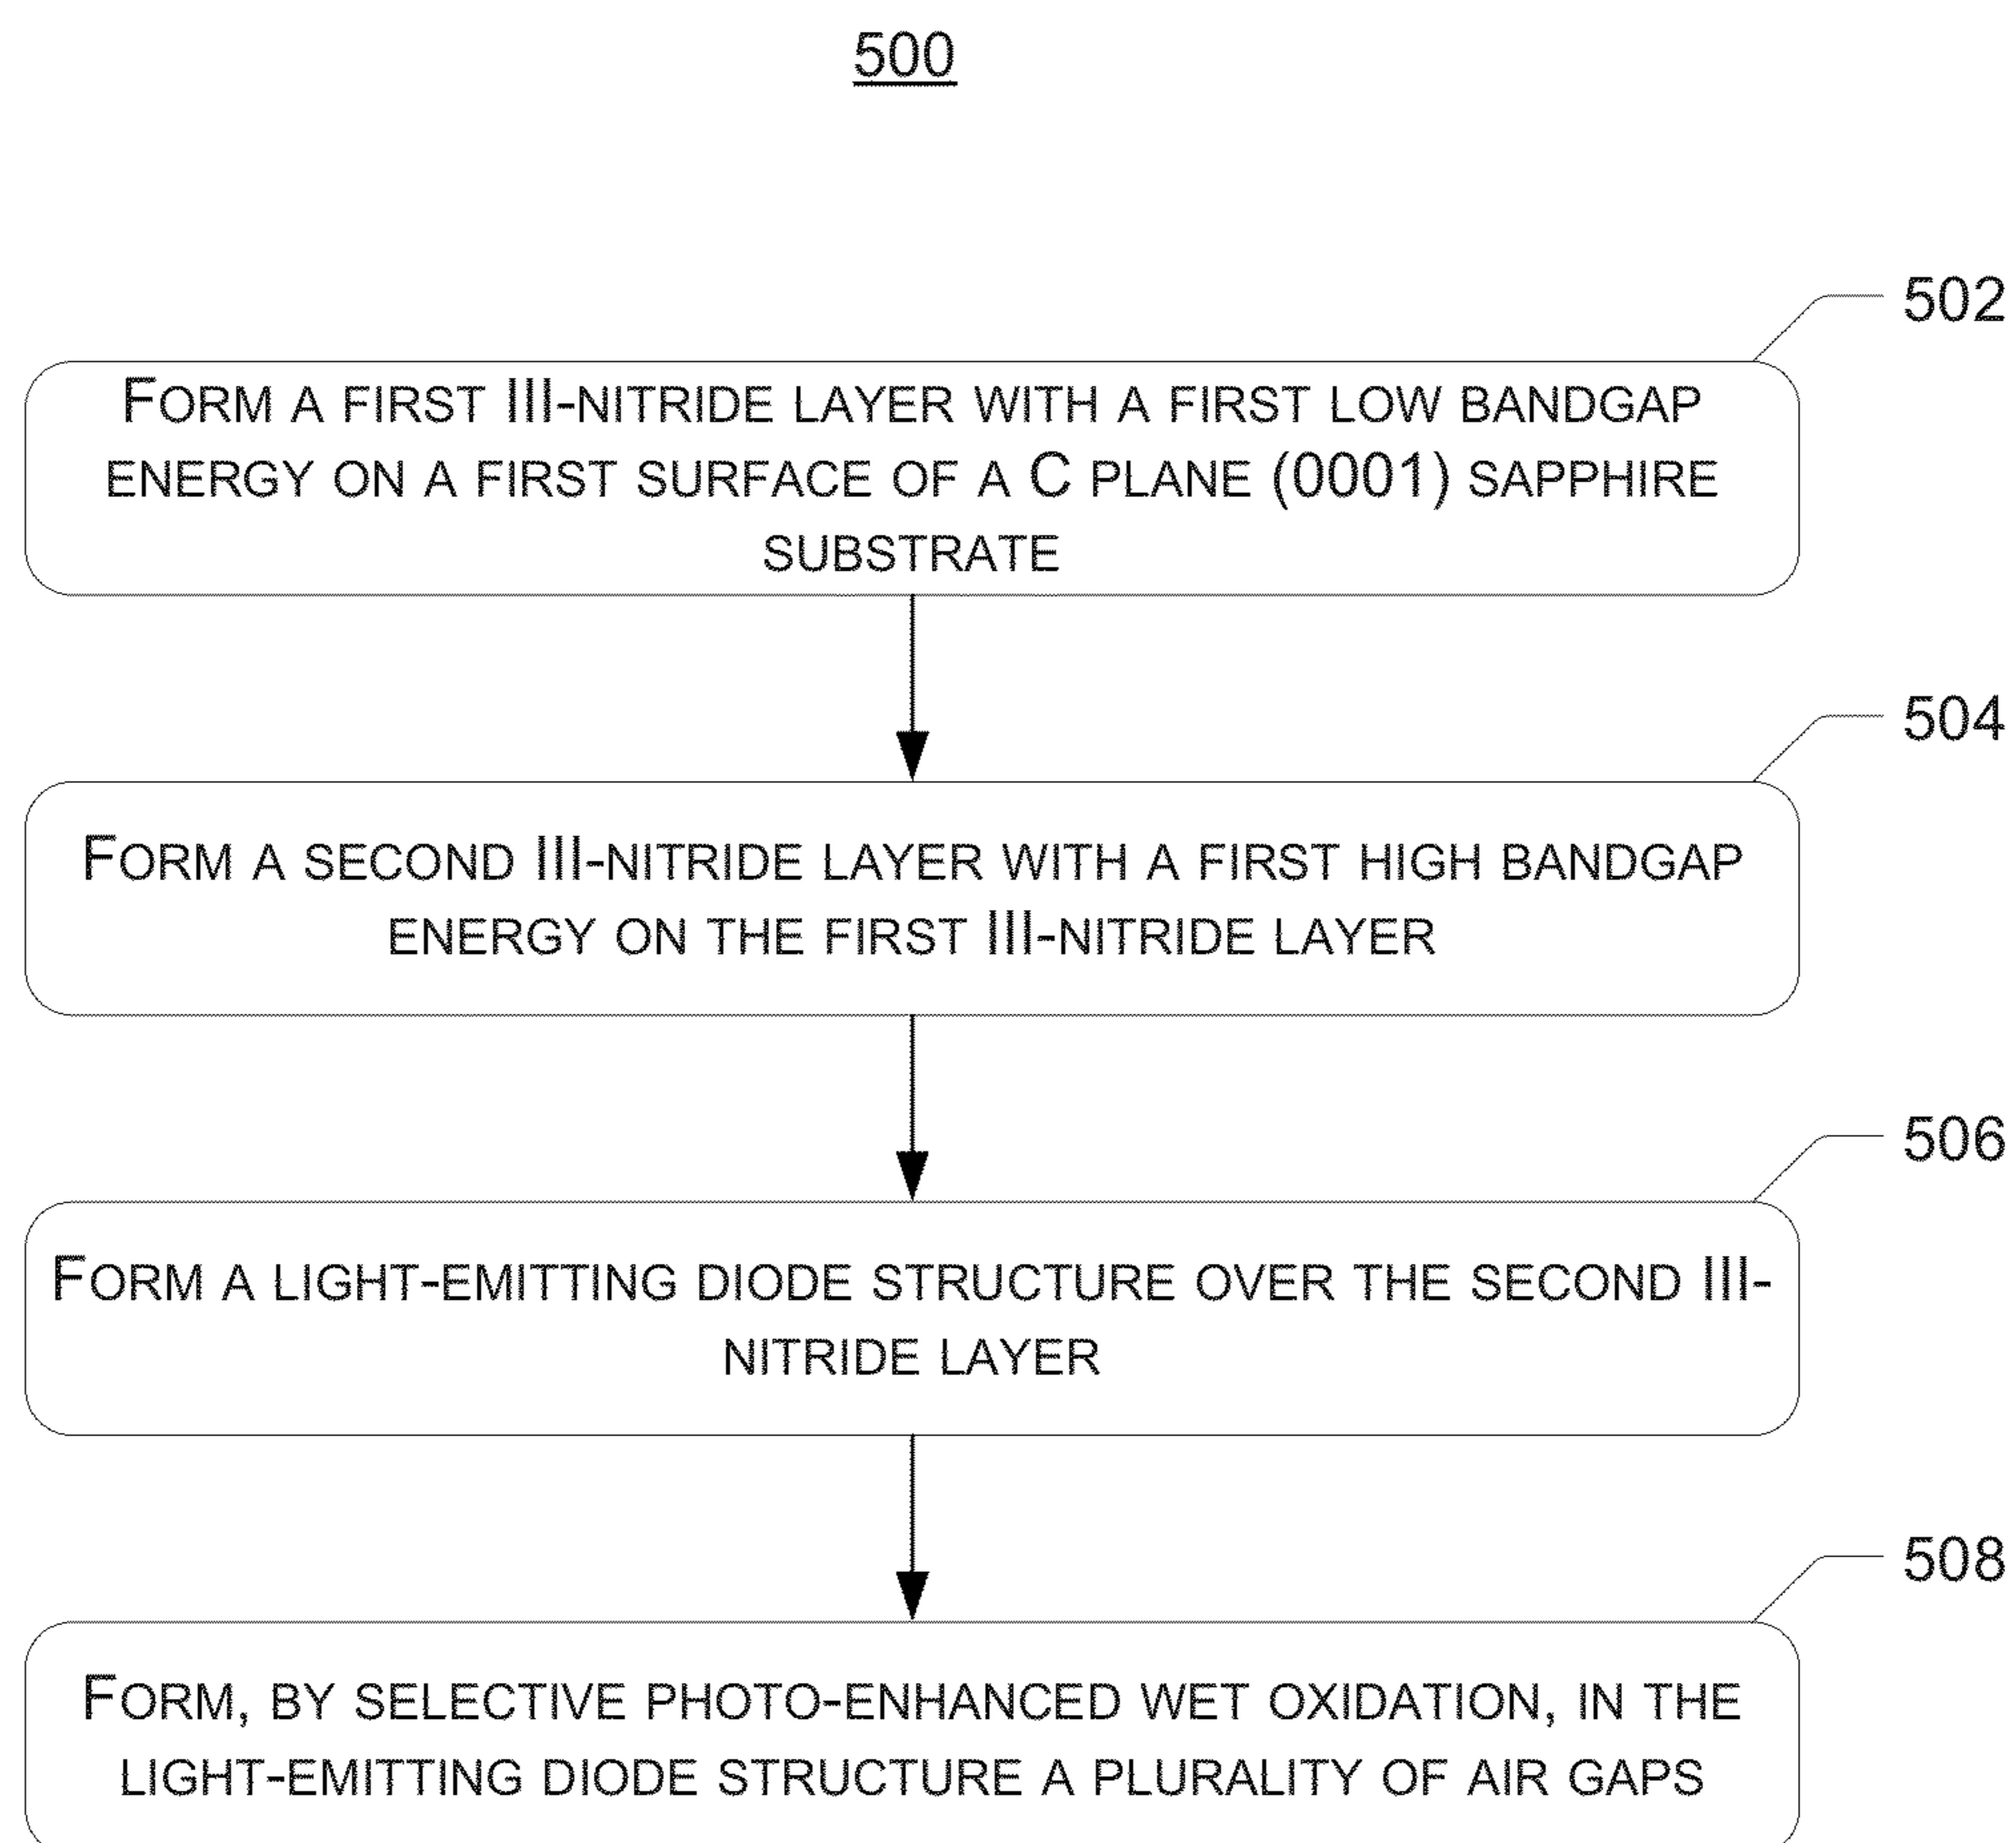 500
502
FORM A FIRST III-NITRIDE LAYER WITH A FIRST LOW BANDGAP
ENERGY ON A FIRST SURFACE OF A C PLANE (0001) SAPPHIRE
SUBSTRATE
504
FORM A SECOND III-NITRIDE LAYER WITH A FIRST HIGH BANDGAP
ENERGY ON THE FIRST III-NITRIDE LAYER
506
FORM A LIGHT-EMITTING DIODE STRUCTURE OVER THE SECOND III-
NITRIDE LAYER
508
FORM, BY SELECTIVE PHOTO-ENHANCED WET OXIDATION, IN THE
LIGHT-EMITTING DIODE STRUCTURE A PLURALITY OF AIR GAPS